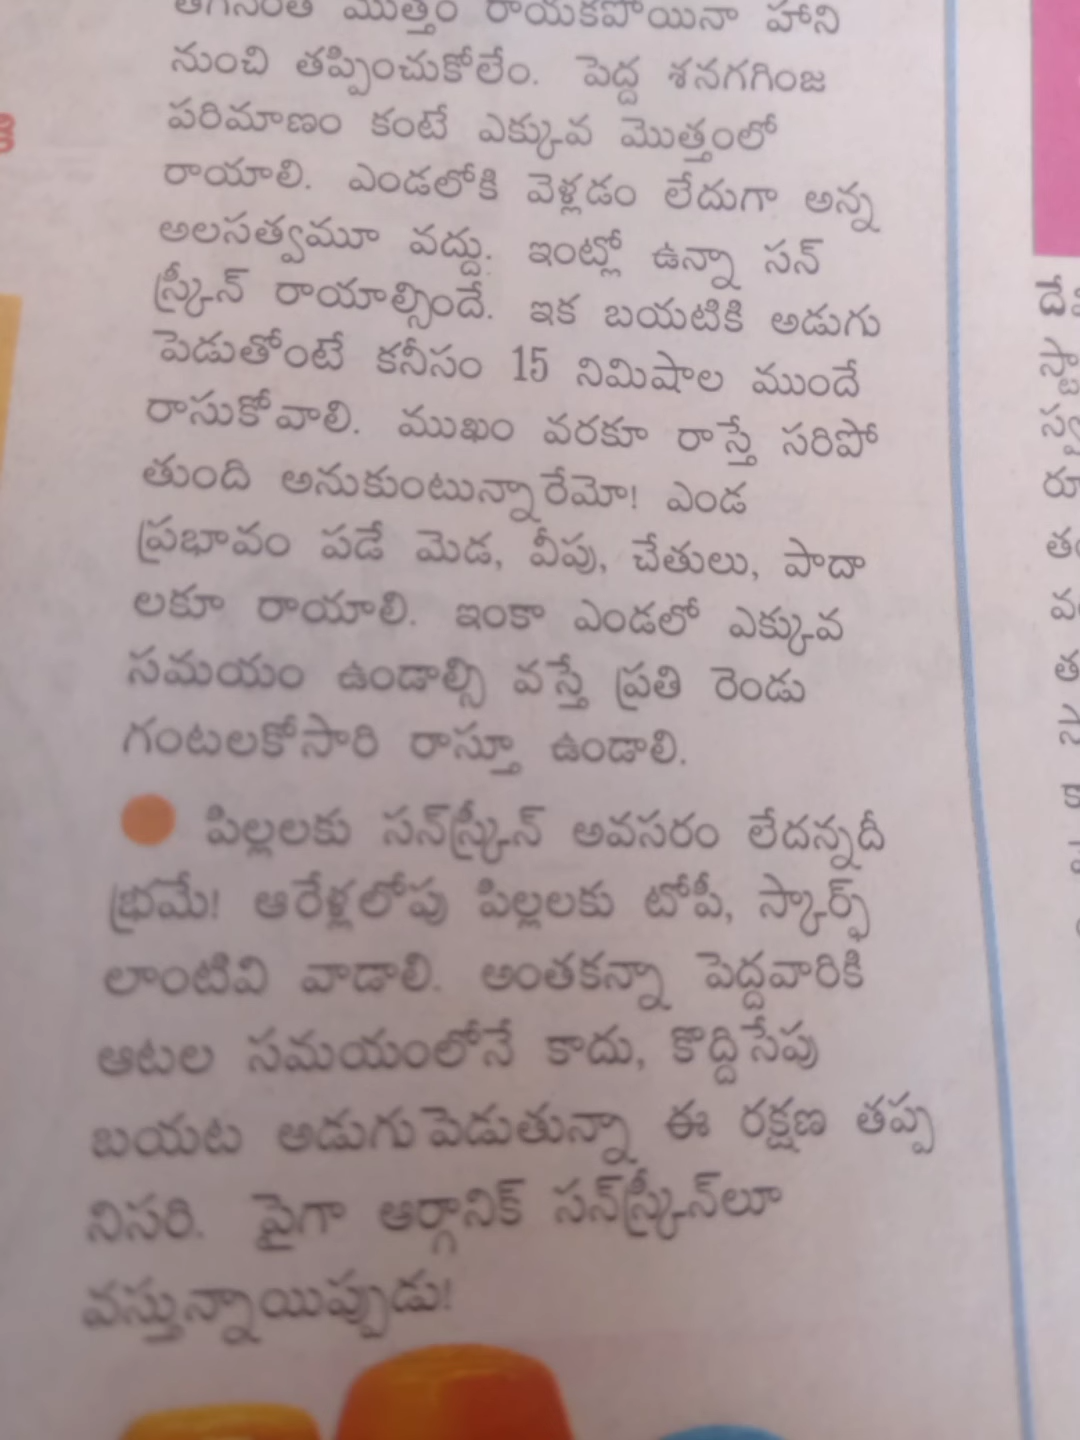 తగినంత మొత్తం రాయకపోయినా హాని
నుంచి తప్పించుకోలేం. పెద్ద శనగగింజ
పరిమాణం కంటే ఎక్కువ మొత్తంలో
రాయాలి. ఎండలోకి వెళ్లడం లేదుగా అన్న
అలసత్వమూ వద్దు. ఇంట్లో ఉన్నా సన్
స్క్రీన్ రాయాల్సిందే. ఇక బయటికి అడుగు
పెడుతోంటే కనీసం 15 నిమిషాల ముందే
రాసుకోవాలి. ముఖం వరకూ రాస్తే సరిపో
తుంది అనుకుంటున్నారేమో! ఎండ
ప్రభావం పడే మెడ, వీపు, చేతులు, పాదా
లకూ రాయాలి. ఇంకా ఎండలో ఎక్కువ
సమయం ఉండాల్సి వస్తే ప్రతి రెండు
గంటలకోసారి రాస్తూ ఉండాలి.
పిల్లలకు సన్‌స్క్రీన్ అవసరం లేదన్నదీ
భ్రమే! ఆరేళ్లలోపు పిల్లలకు టోపీ, స్కార్ఫ్
లాంటివి వాడాలి. అంతకన్నా పెద్దవారికి
ఆటల సమయంలోనే కాదు, కొద్దిసేపు
బయట అడుగుపెడుతున్నా ఈ రక్షణ తప్ప
నిసరి. పైగా ఆర్గానిక్ సన్‌స్క్రీన్‌లూ
వస్తున్నాయిప్పుడు!